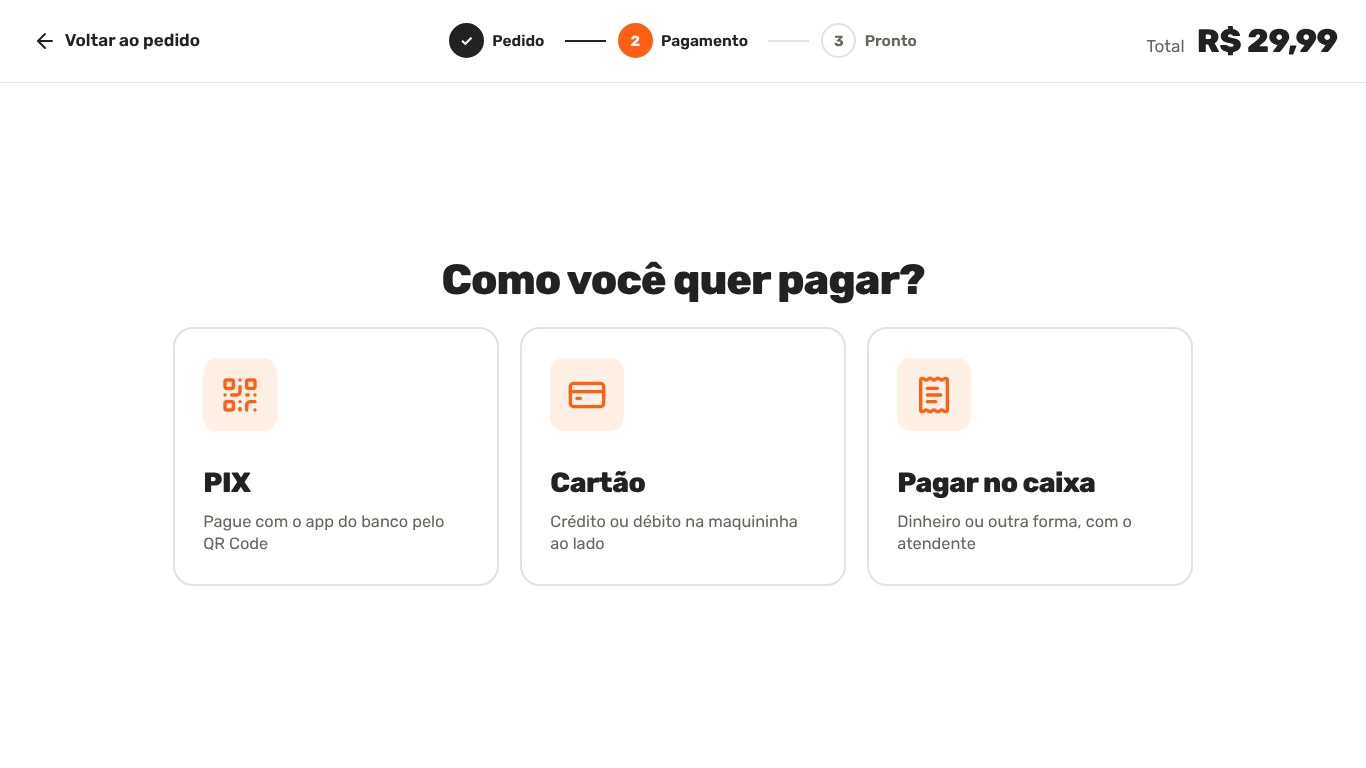 Voltar ao pedido
Pedido
2 Pagamento
3 Pronto
Total R$ 29,99
Como você quer pagar?
PIX
Pague com o app do banco pelo
QR Code
Cartão
Crédito ou débito na maquininha
ao lado
Pagar no caixa
Dinheiro ou outra forma, com o
atendente